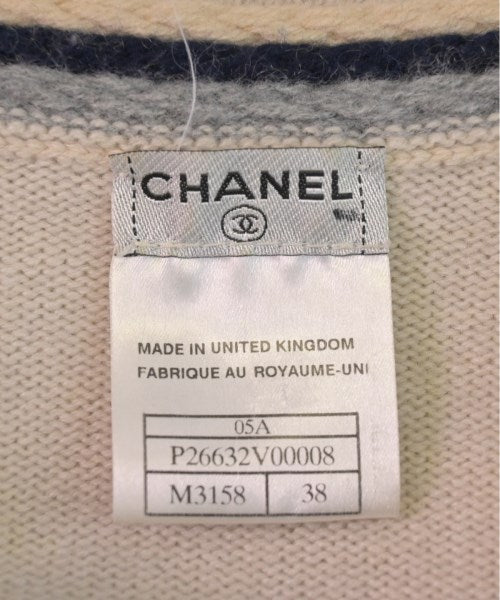 CHANEL
MADE IN UNITED KINGDOM
FABRIQUE AU ROYAUME-UNI
05A
P26632V00008
M3158 38